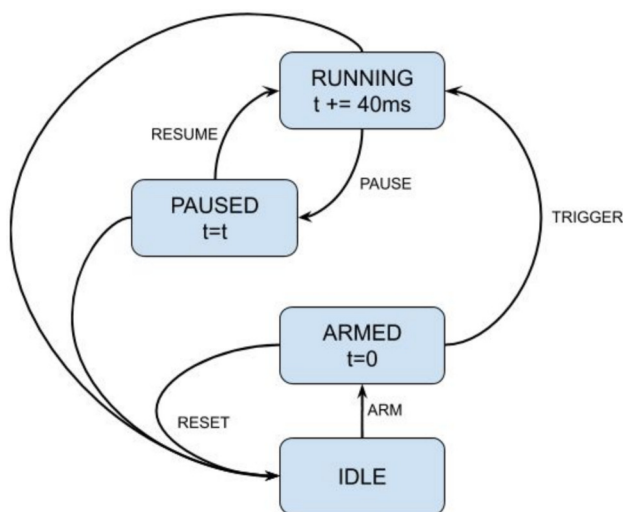 RUNNING
t += 40ms
RESUME
PAUSE
PAUSED
t=t
TRIGGER
ARMED
t=0
RESET
ARM
IDLE